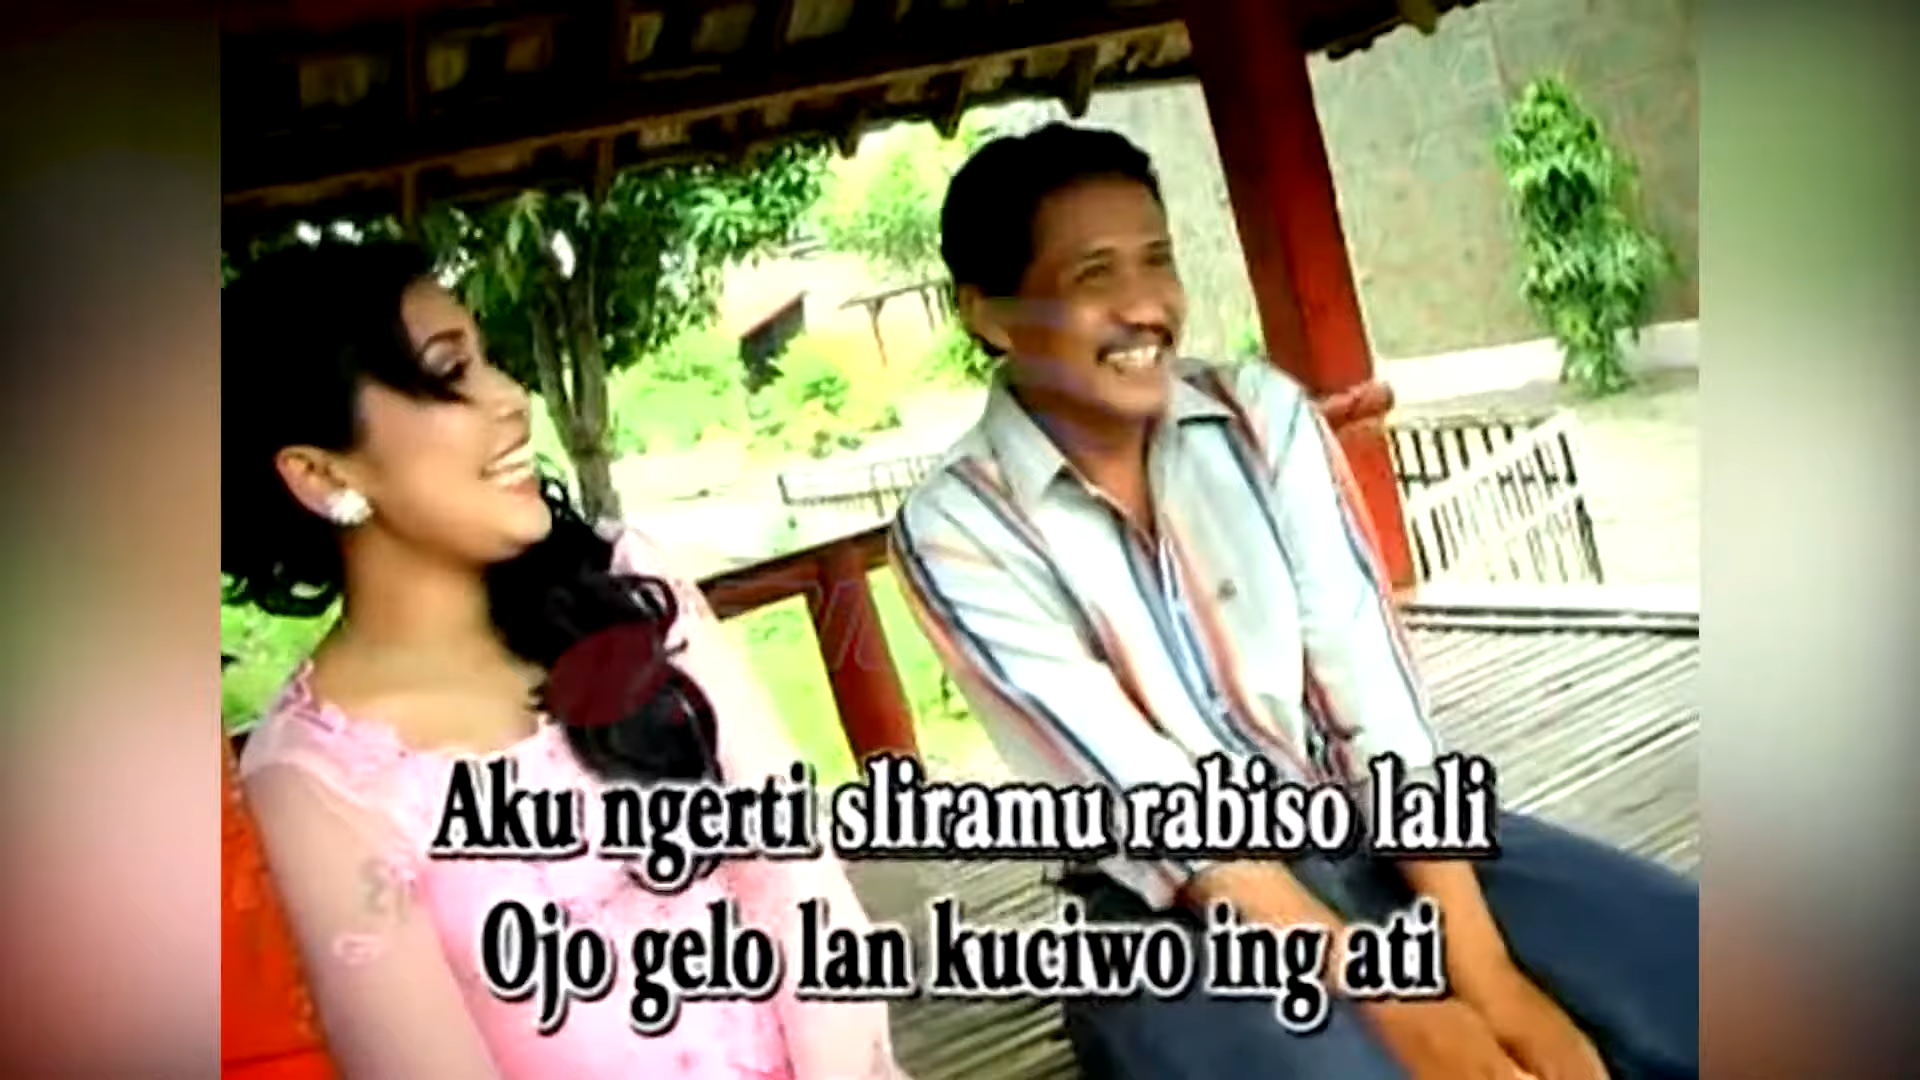 Aku ngerti sliramu rabiso lali
Ojo gelo lan kuciwo ing ati